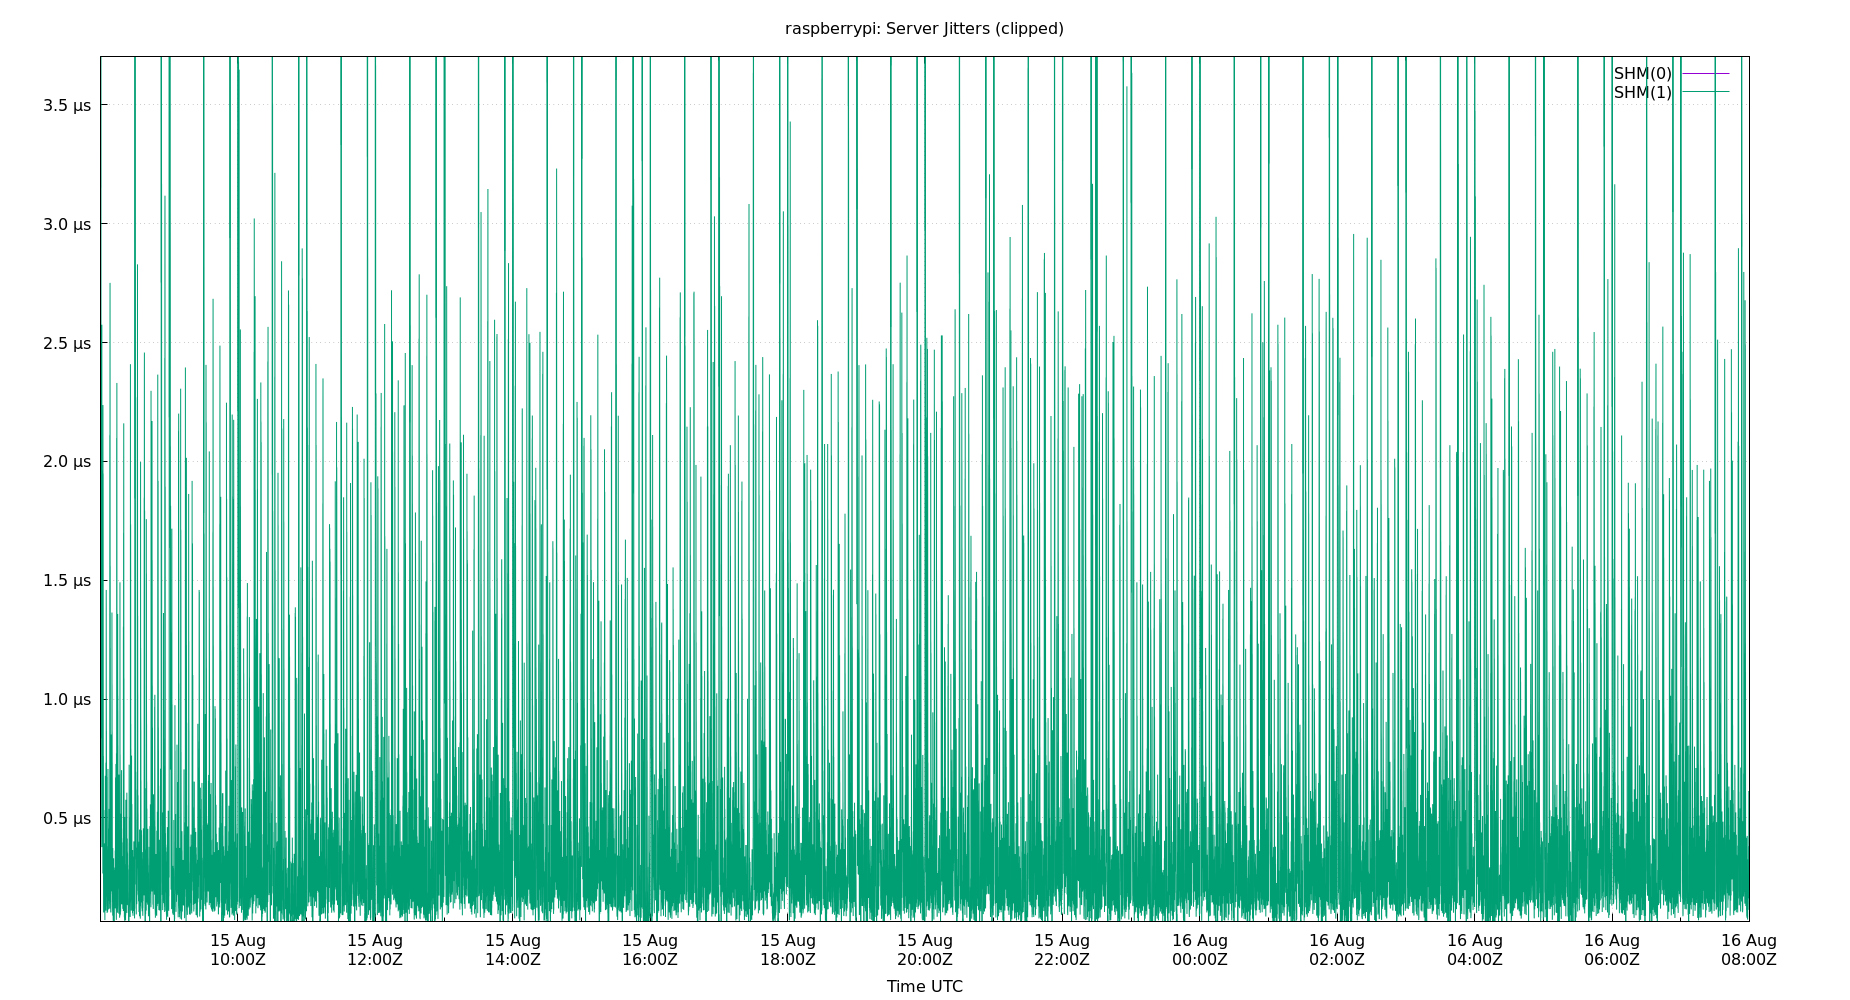 raspberrypi: Server Jitters (clipped)
SHM(0)
SHM(1)
3.5 µs
3.0 µs
2.5 µs
2.0 µs
1.5 µs
1.0 µs
0.5 µs
15 Aug 15 Aug 15 Aug 15 Aug 15 Aug 15 Aug 15 Aug 16 Aug 16 Aug 16 Aug 16 Aug 16 Aug
10:00Z 12:00Z 14:00Z 16:00Z 18:00Z 20:00Z 22:00Z 00:00Z 02:00Z 04:00Z 06:00Z 08:00Z
Time UTC